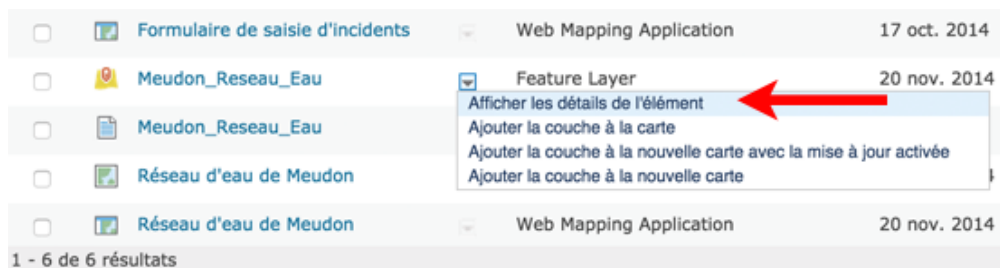 Formulaire de saisie d'incidents Web Mapping Application 17 oct. 2014
Meudon_Reseau_Eau Feature Layer 20 nov. 2014
Afficher les détails de l'élément
Meudon_Reseau_Eau
Ajouter la couche à la carte
Ajouter la couche à la nouvelle carte avec la mise à jour activée
Réseau d'eau de Meudon
Ajouter la couche à la nouvelle carte
Réseau d'eau de Meudon Web Mapping Application 20 nov. 2014
1 - 6 de 6 résultats